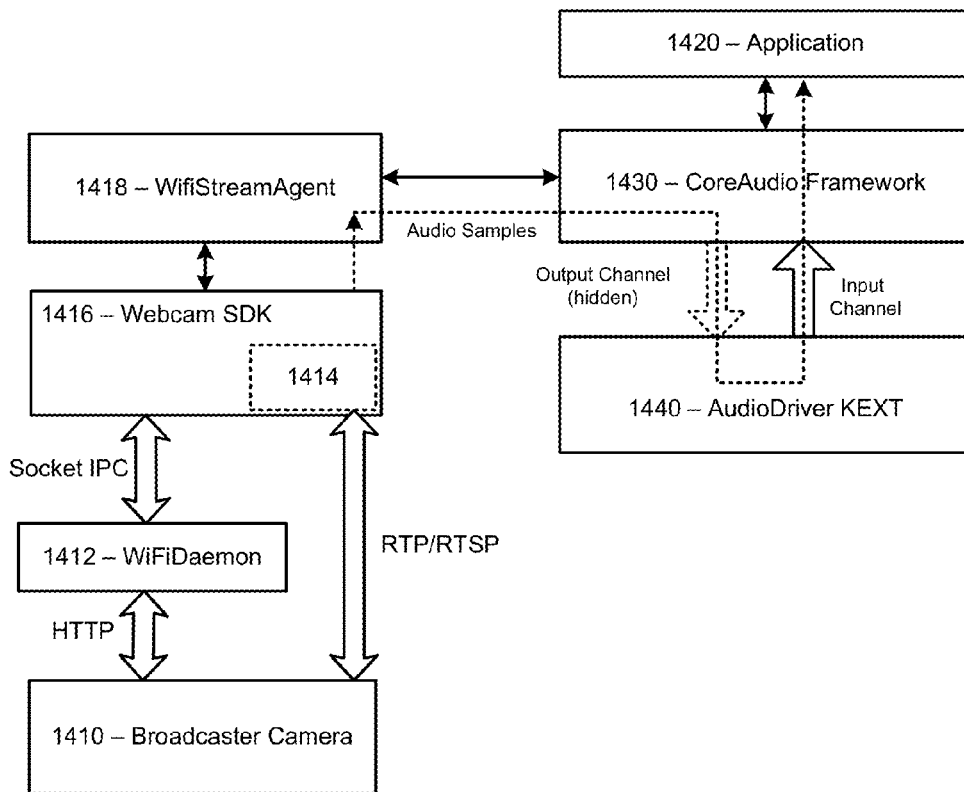 1420 – Application
1418 – WifiStreamAgent
1430 – CoreAudio Framework
Audio Samples
Output Channel
(hidden)
Input
Channel
1416 – Webcam SDK
1414
1440 – AudioDriver KEXT
Socket IPC
1412 – WiFiDaemon
RTP/RTSP
HTTP
1410 – Broadcaster Camera